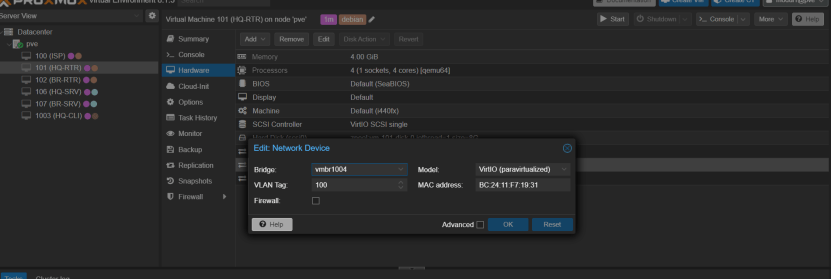 PROXMOX Virtual Environment 8.1.3 Search
Documentation Create VM Create CT
Server View
Virtual Machine 101 (HQ-RTR) on node 'pve' 1m debian
Start Shutdown >_ Console More Help
Datacenter
pve
100 (ISP)
101 (HQ-RTR)
102 (BR-RTR)
106 (HQ-SRV)
107 (BR-SRV)
1003 (HQ-CLI)
Summary
>_ Console
Hardware
Cloud-Init
Options
Task History
Monitor
Backup
Replication
Snapshots
Firewall
Add Remove Edit Disk Action Revert
Memory 4.00 GiB
Processors 4 (1 sockets, 4 cores) [qemu64]
BIOS Default (SeaBIOS)
Display Default
Machine Default (i440fx)
SCSI Controller VirtIO SCSI single
Edit: Network Device
Bridge: vmbr1004 Model: VirtIO (paravirtualized)
VLAN Tag: 100 MAC address: BC:24:11:F7:19:31
Firewall:
Help Advanced OK Reset
Tasks Cluster log